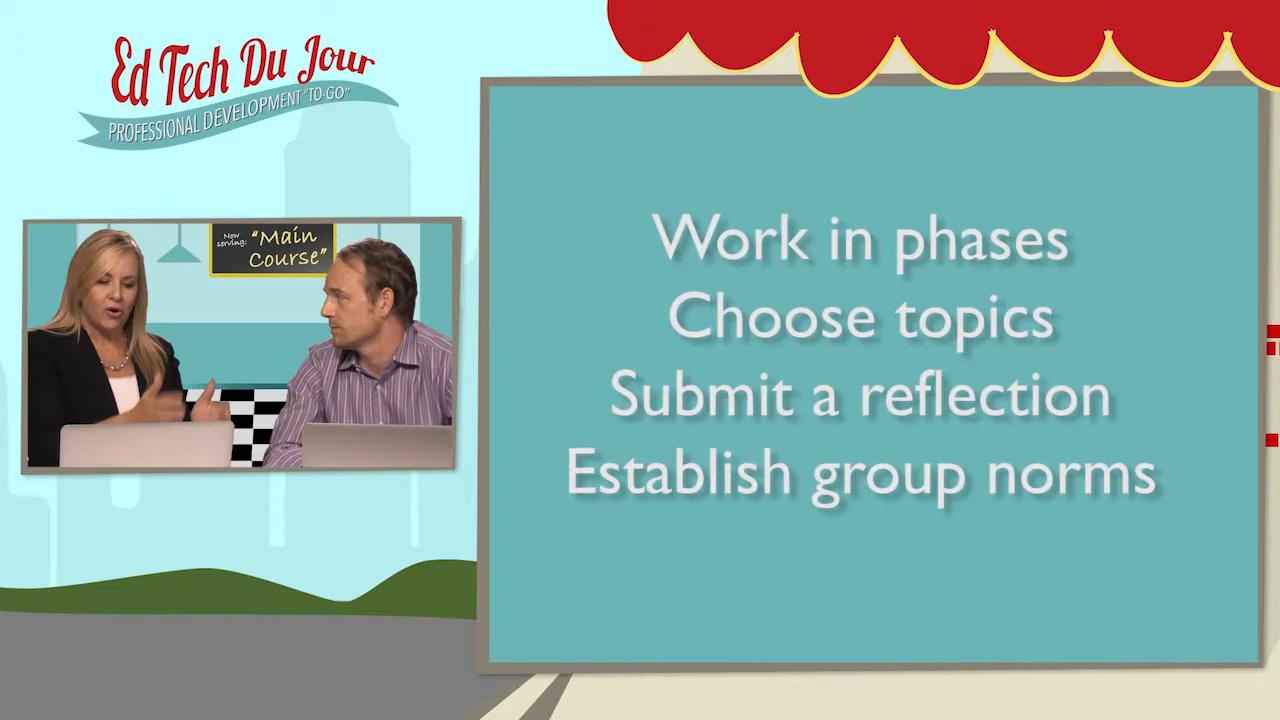 Ed Tech Du Jour
PROFESSIONAL DEVELOPMENT "TO-GO"
Now
serving:
"Main
Course"
Work in phases
Choose topics
Submit a reflection
Establish group norms